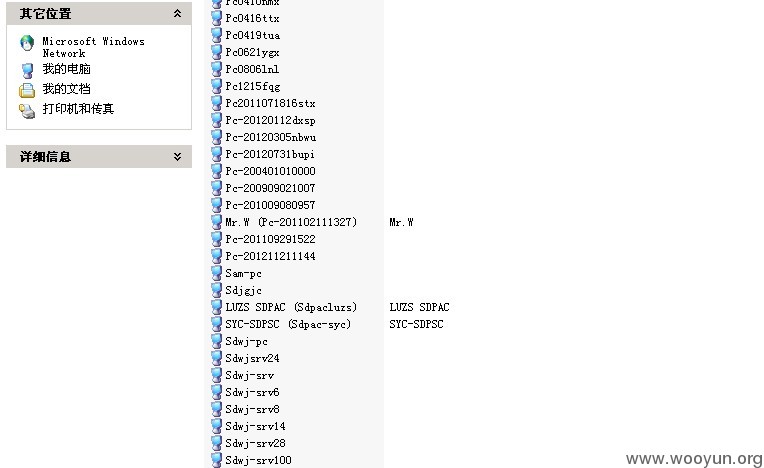 其它位置
Microsoft Windows
Network
我的电脑
我的文档
打印机和传真
详细信息
Pc0410nmx
Pc0416ttx
Pc0419tua
Pc0621ygx
Pc0806lnl
Pc1215fqg
Pc2011071816stx
Pc-20120112dxsp
Pc-20120305nbwu
Pc-20120731bupi
Pc-200401010000
Pc-200909021007
Pc-201009080957
Mr.W (Pc-201102111327) Mr.W
Pc-201109291522
Pc-201211211144
Sam-pc
Sdjgjc
LUZS SDPAC (Sdpacluzs) LUZS SDPAC
SYC-SDPSC (Sdpac-syc) SYC-SDPSC
Sdwj-pc
Sdwjsrv24
Sdwj-srv
Sdwj-srv6
Sdwj-srv8
Sdwj-srv14
Sdwj-srv28
Sdwj-srv100
www.wooyun.org